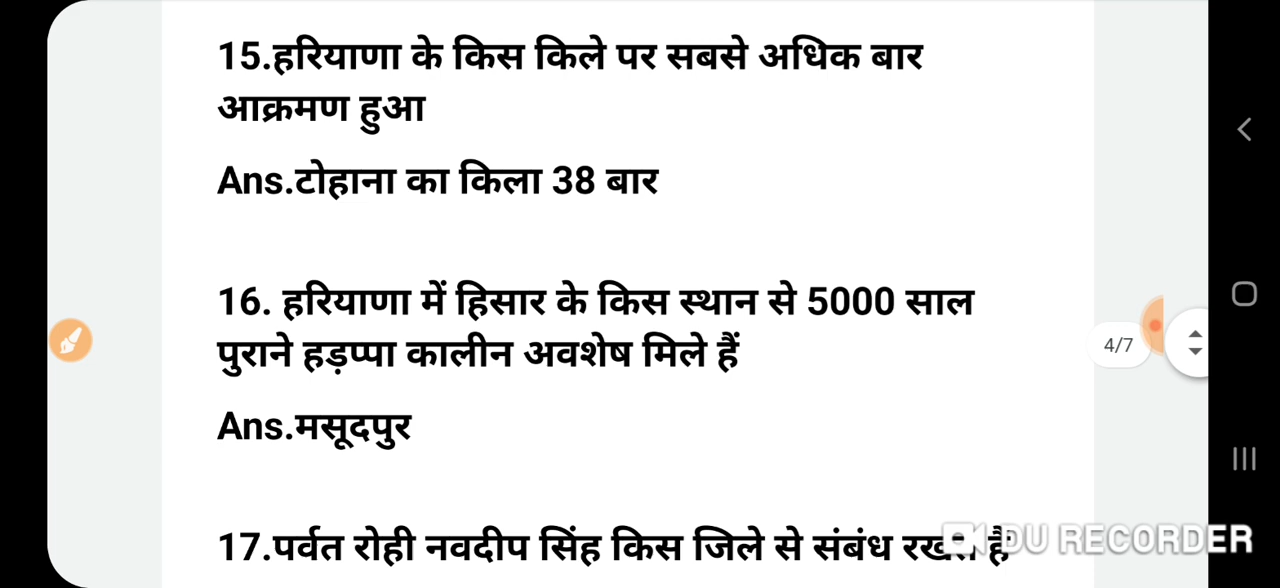 15.हरियाणा के किस किले पर सबसे अधिक बार
आक्रमण हुआ
Ans.टोहाना का किला 38 बार
16. हरियाणा में हिसार के किस स्थान से 5000 साल
पुराने हड़प्पा कालीन अवशेष मिले हैं
4/7
Ans.मसूदपुर
17.पर्वत रोही नवदीप सिंह किस जिले से संबंध रखते हैं
DU RECORDER